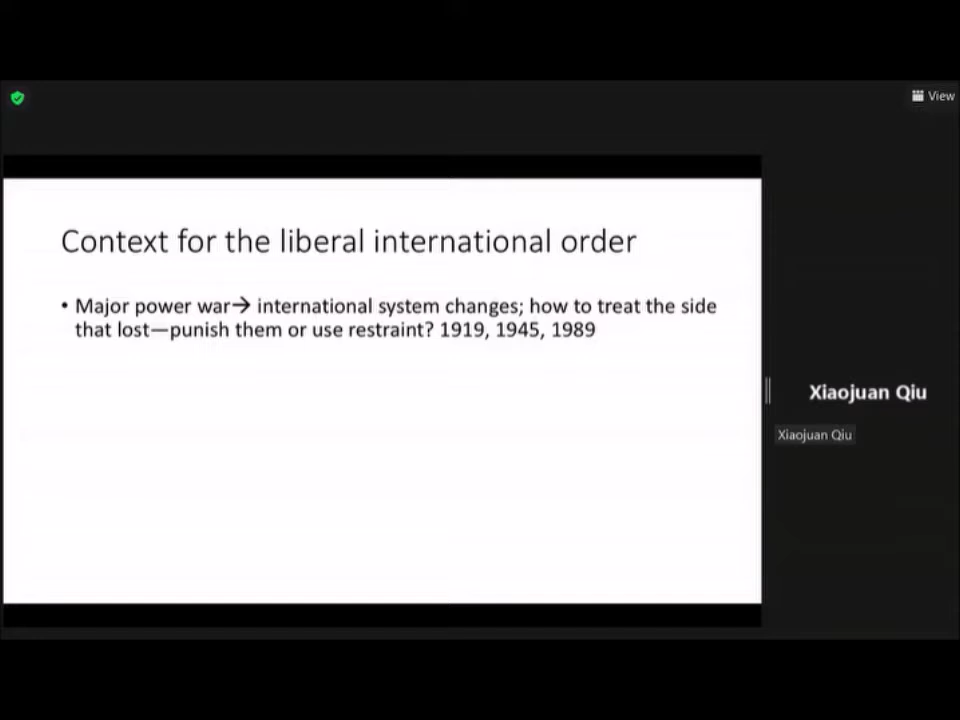 View
Context for the liberal international order
• Major power war→ international system changes; how to treat the side
that lost—punish them or use restraint? 1919, 1945, 1989
Xiaojuan Qiu
Xiaojuan Qiu